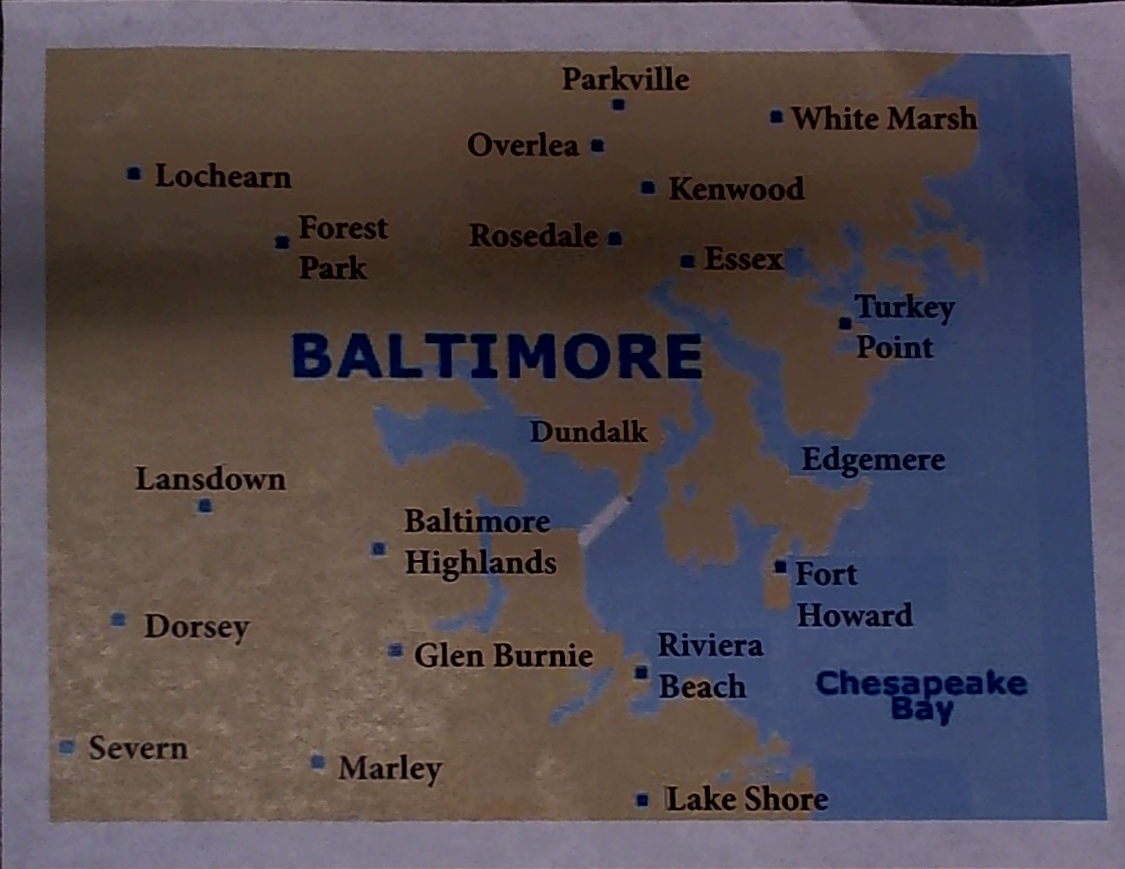 Parkville
White Marsh
Overlea
Lochearn
Kenwood
Forest
Park
Rosedale
Essex
Turkey
Point
BALTIMORE
Dundalk
Edgemere
Lansdown
Baltimore
Highlands
Fort
Howard
Dorsey
Glen Burnie
Riviera
Beach
Chesapeake
Bay
Severn
Marley
Lake Shore